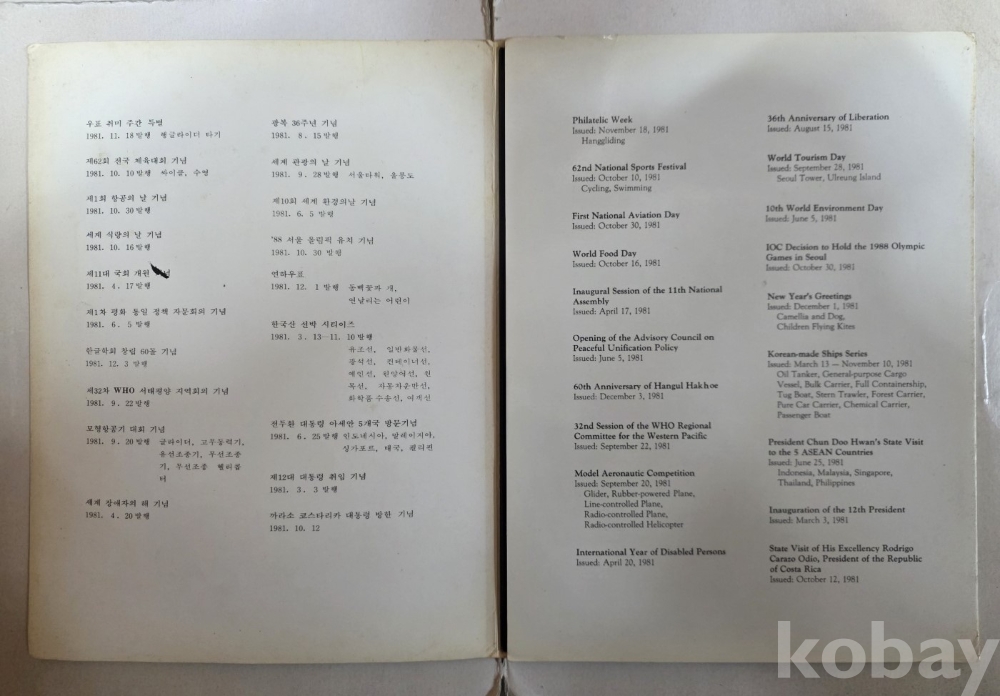 우표 취미 주간 특별
1981. 11. 18 발행 행글라이더 타기
제62회 전국 체육대회 기념
1981. 10. 10 발행 싸이클, 수영
제1회 항공의 날 기념
1981. 10. 30 발행
세계 식량의 날 기념
1981. 10. 16 발행
제11대 국회 개원
1981. 4. 17 발행
제1차 평화 통일 정책 자문회의 기념
1981. 6. 5 발행
한글학회 창립 60돌 기념
1981. 12. 3 발행
제32차 WHO 서태평양 지역회의 기념
1981. 9. 22 발행
모형항공기 대회 기념
1981. 9. 20 발행 글라이더, 고무동력기,
유선조종기, 무선조종
기, 무선조종 헬리콥
터
세계 장애자의 해 기념
1981. 4. 20 발행
광복 36주년 기념
1981. 8. 15 발행
세계 관광의 날 기념
1981. 9. 28 발행 서울타워, 울릉도
제10회 세계 환경의날 기념
1981. 6. 5 발행
'88 서울 올림픽 유치 기념
1981. 10. 30 발행
연하우표
1981. 12. 1 발행 동백꽃과 개,
연날리는 어린이
한국산 선박 시리이즈
1981. 3. 13–11. 10 발행
유조선, 일반화물선,
광석선, 컨테이너선,
예인선, 원양어선, 원
목선, 자동차운반선,
화학품 수송선, 여객선
전두환 대통령 아세안 5개국 방문기념
1981. 6. 25 발행 인도네시아, 말레이지아,
싱가포르, 태국, 필리핀
제12대 대통령 취임 기념
1981. 3. 3 발행
까라소 코스타리카 대통령 방한 기념
1981. 10. 12
Philatelic Week
Issued: November 18, 1981
Hanggliding
62nd National Sports Festival
Issued: October 10, 1981
Cycling, Swimming
First National Aviation Day
Issued: October 30, 1981
World Food Day
Issued: October 16, 1981
Inaugural Session of the 11th National
Assembly
Issued: April 17, 1981
Opening of the Advisory Council on
Peaceful Unification Policy
Issued: June 5, 1981
60th Anniversary of Hangul Hakhoe
Issued: December 3, 1981
32nd Session of the WHO Regional
Committee for the Western Pacific
Issued: September 22, 1981
Model Aeronautic Competition
Issued: September 20, 1981
Glider, Rubber-powered Plane,
Line-controlled Plane,
Radio-controlled Plane,
Radio-controlled Helicopter
International Year of Disabled Persons
Issued: April 20, 1981
36th Anniversary of Liberation
Issued: August 15, 1981
World Tourism Day
Issued: September 28, 1981
Seoul Tower, Ulreung Island
10th World Environment Day
Issued: June 5, 1981
IOC Decision to Hold the 1988 Olympic
Games in Seoul
Issued: October 30, 1981
New Year's Greetings
Issued: December 1, 1981
Camellia and Dog,
Children Flying Kites
Korean-made Ships Series
Issued: March 13 — November 10, 1981
Oil Tanker, General-purpose Cargo
Vessel, Bulk Carrier, Full Containership,
Tug Boat, Stern Trawler, Forest Carrier,
Pure Car Carrier, Chemical Carrier,
Passenger Boat
President Chun Doo Hwan's State Visit
to the 5 ASEAN Countries
Issued: June 25, 1981
Indonesia, Malaysia, Singapore,
Thailand, Philippines
Inauguration of the 12th President
Issued: March 3, 1981
State Visit of His Excellency Rodrigo
Carazo Odio, President of the Republic
of Costa Rica
Issued: October 12, 1981
kobay